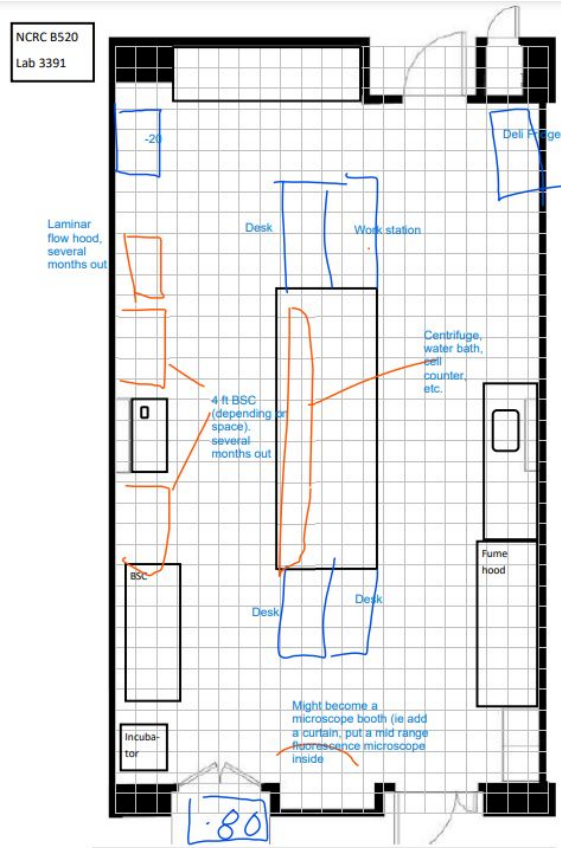 NCRC B520
Lab 3391
-20
Deli Fridge
Laminar
flow hood,
several
months out
Desk
Work station
Centrifuge,
water bath,
cell
counter,
etc.
4 ft BSC
(depending on
space).
several
months out
BSC
Fume
hood
Desk
Desk
Might become a
microscope booth (ie add
a curtain, put a mid range
fluorescence microscope
inside
Incuba-
tor
-80